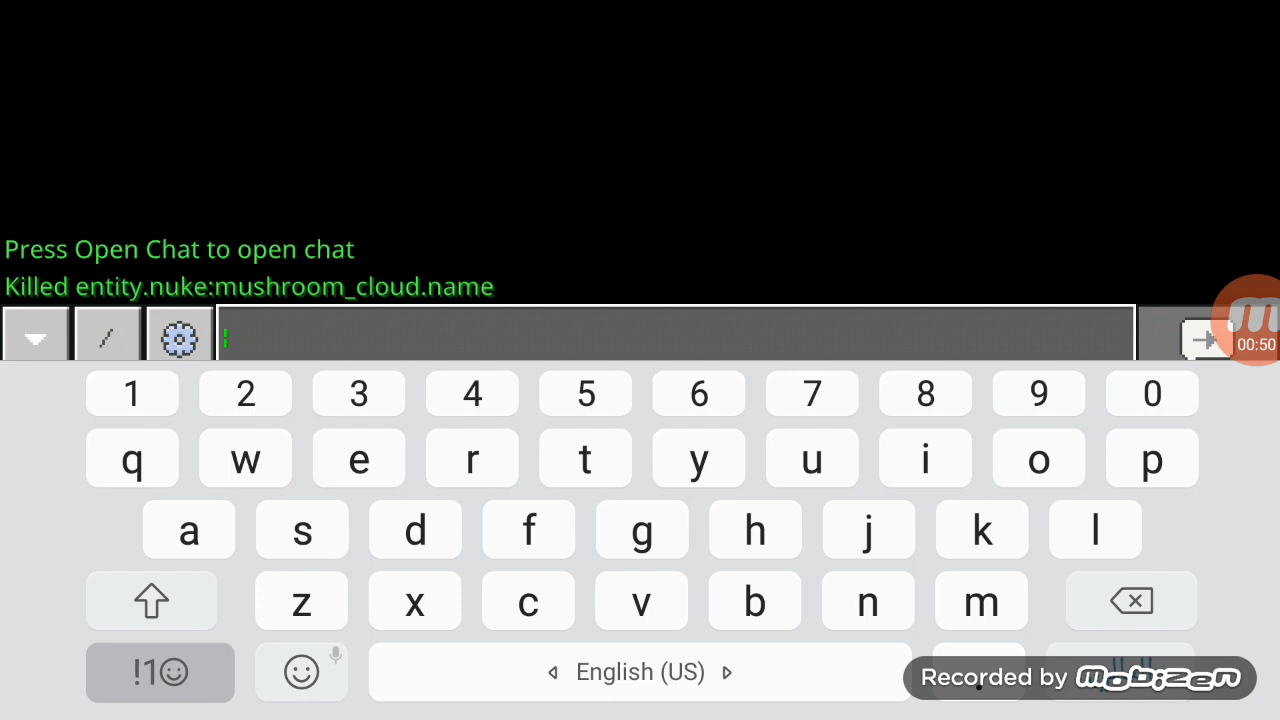 Press Open Chat to open chat
Killed entity.nuke:mushroom_cloud.name
/
00:50
1 2 3 4 5 6 7 8 9 0
q w e r t y u i o p
a s d f g h j k l
z x c v b n m
!1☺ English (US) .
Recorded by mobizen